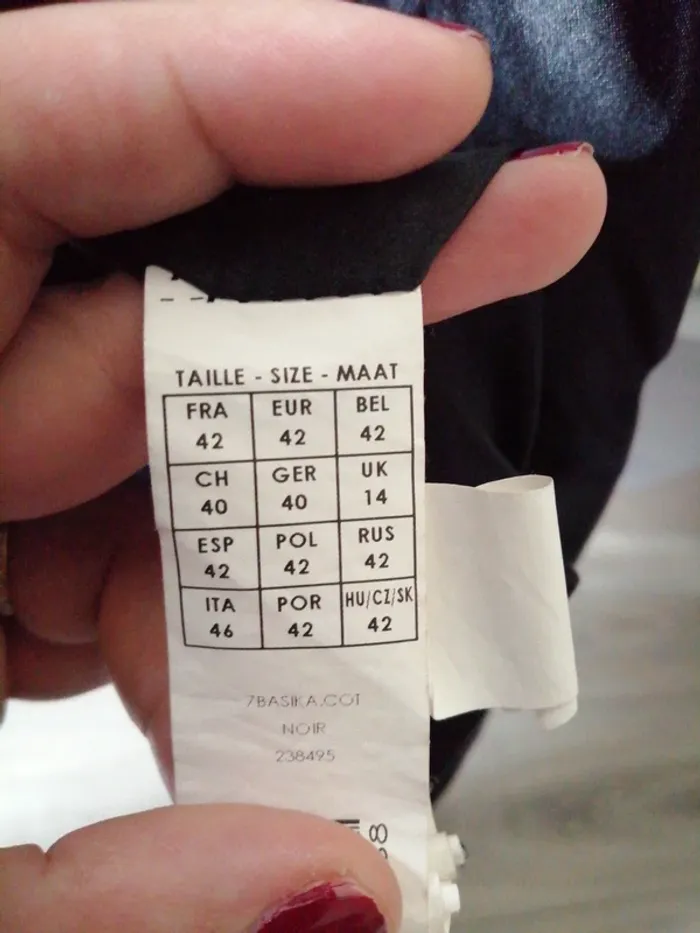 TAILLE - SIZE - MAAT
FRA EUR BEL
42 42 42
CH GER UK
40 40 14
ESP POL RUS
42 42 42
ITA POR HU/CZ/SK
46 42 42
7BASIKA.COT
NOIR
238495
8